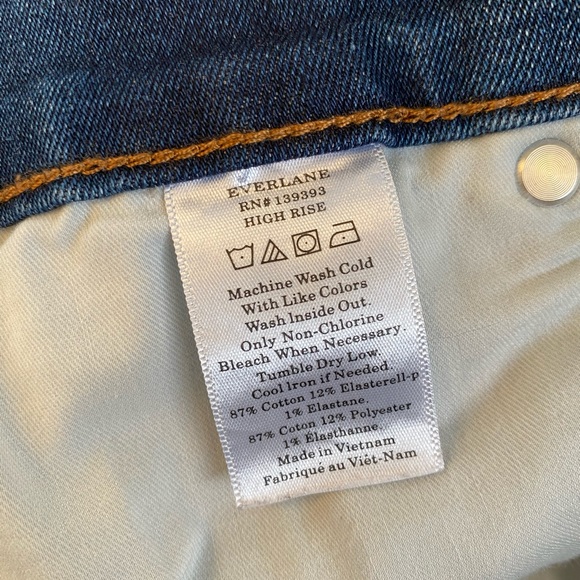 EVERLANE
RN# 139393
HIGH RISE
Machine Wash Cold
With Like Colors
Wash Inside Out.
Only Non-Chlorine
Bleach When Necessary.
Tumble Dry Low.
Cool Iron if Needed.
87% Cotton 12% Elasterell-p
1% Elastane.
87% Coton 12% Polyester
1% Élasthanne.
Made in Vietnam
Fabriqué au Viêt-Nam